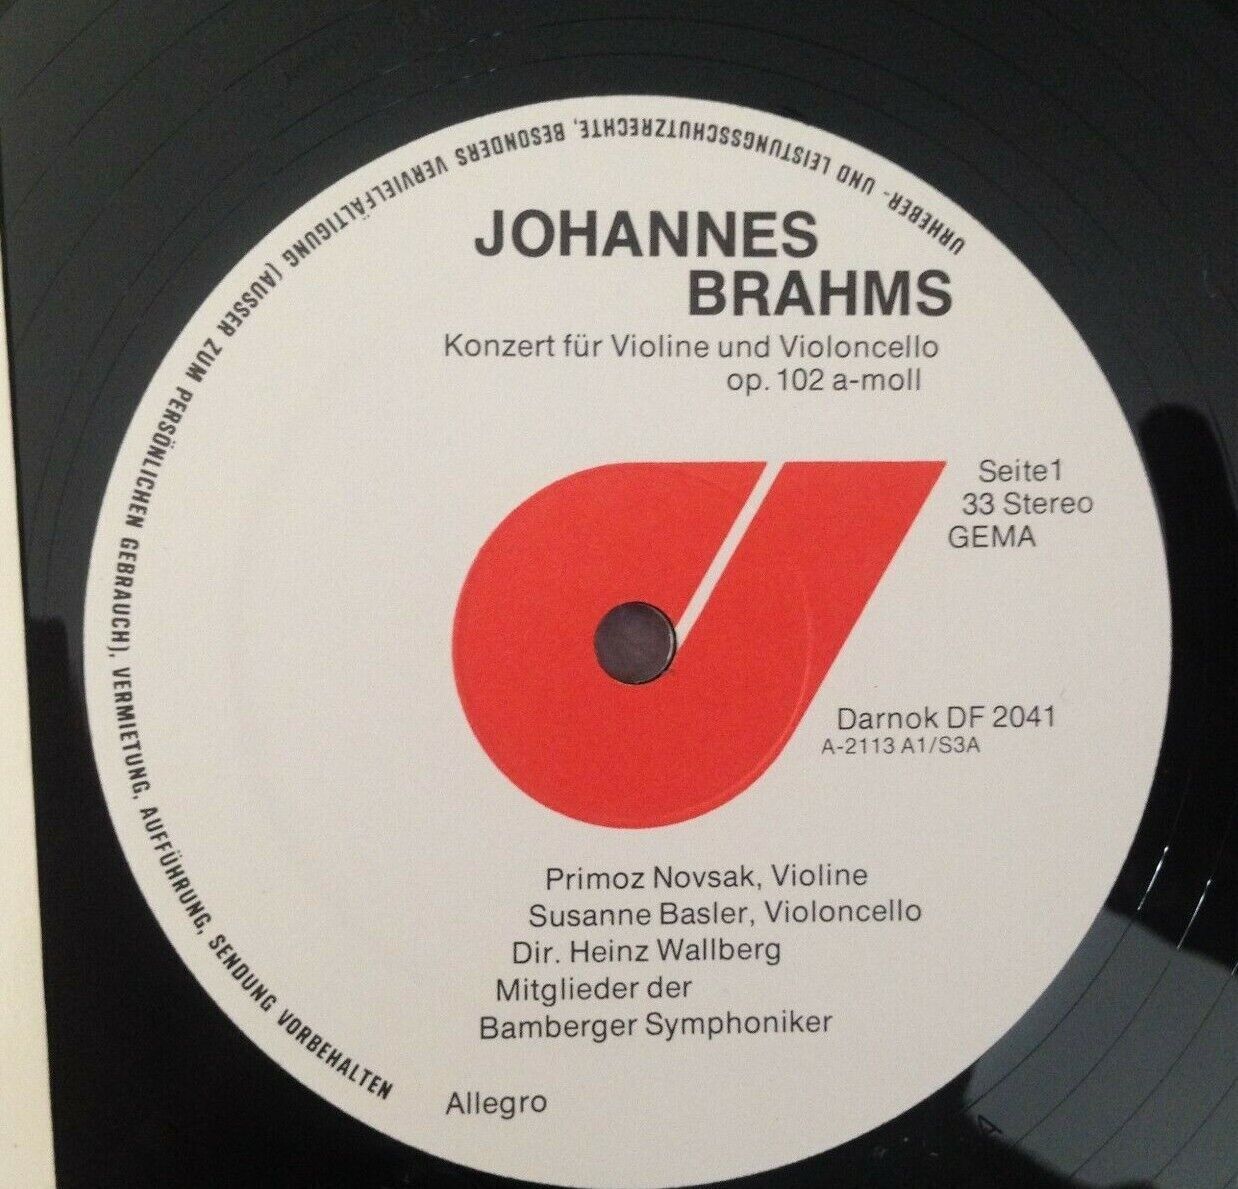 URHEBER- UND LEISTUNGSSCHUTZRECHTE, BESONDERS VERVIELFÄLTIGUNG (AUSSER ZUM PERSÖNLICHEN GEBRAUCH), VERMIETUNG, AUFFÜHRUNG, SENDUNG VORBEHALTEN
JOHANNES
BRAHMS
Konzert für Violine und Violoncello
op. 102 a-moll
Seite1
33 Stereo
GEMA
Darnok DF 2041
A-2113 A1/S3A
Primoz Novsak, Violine
Susanne Basler, Violoncello
Dir. Heinz Wallberg
Mitglieder der
Bamberger Symphoniker
Allegro